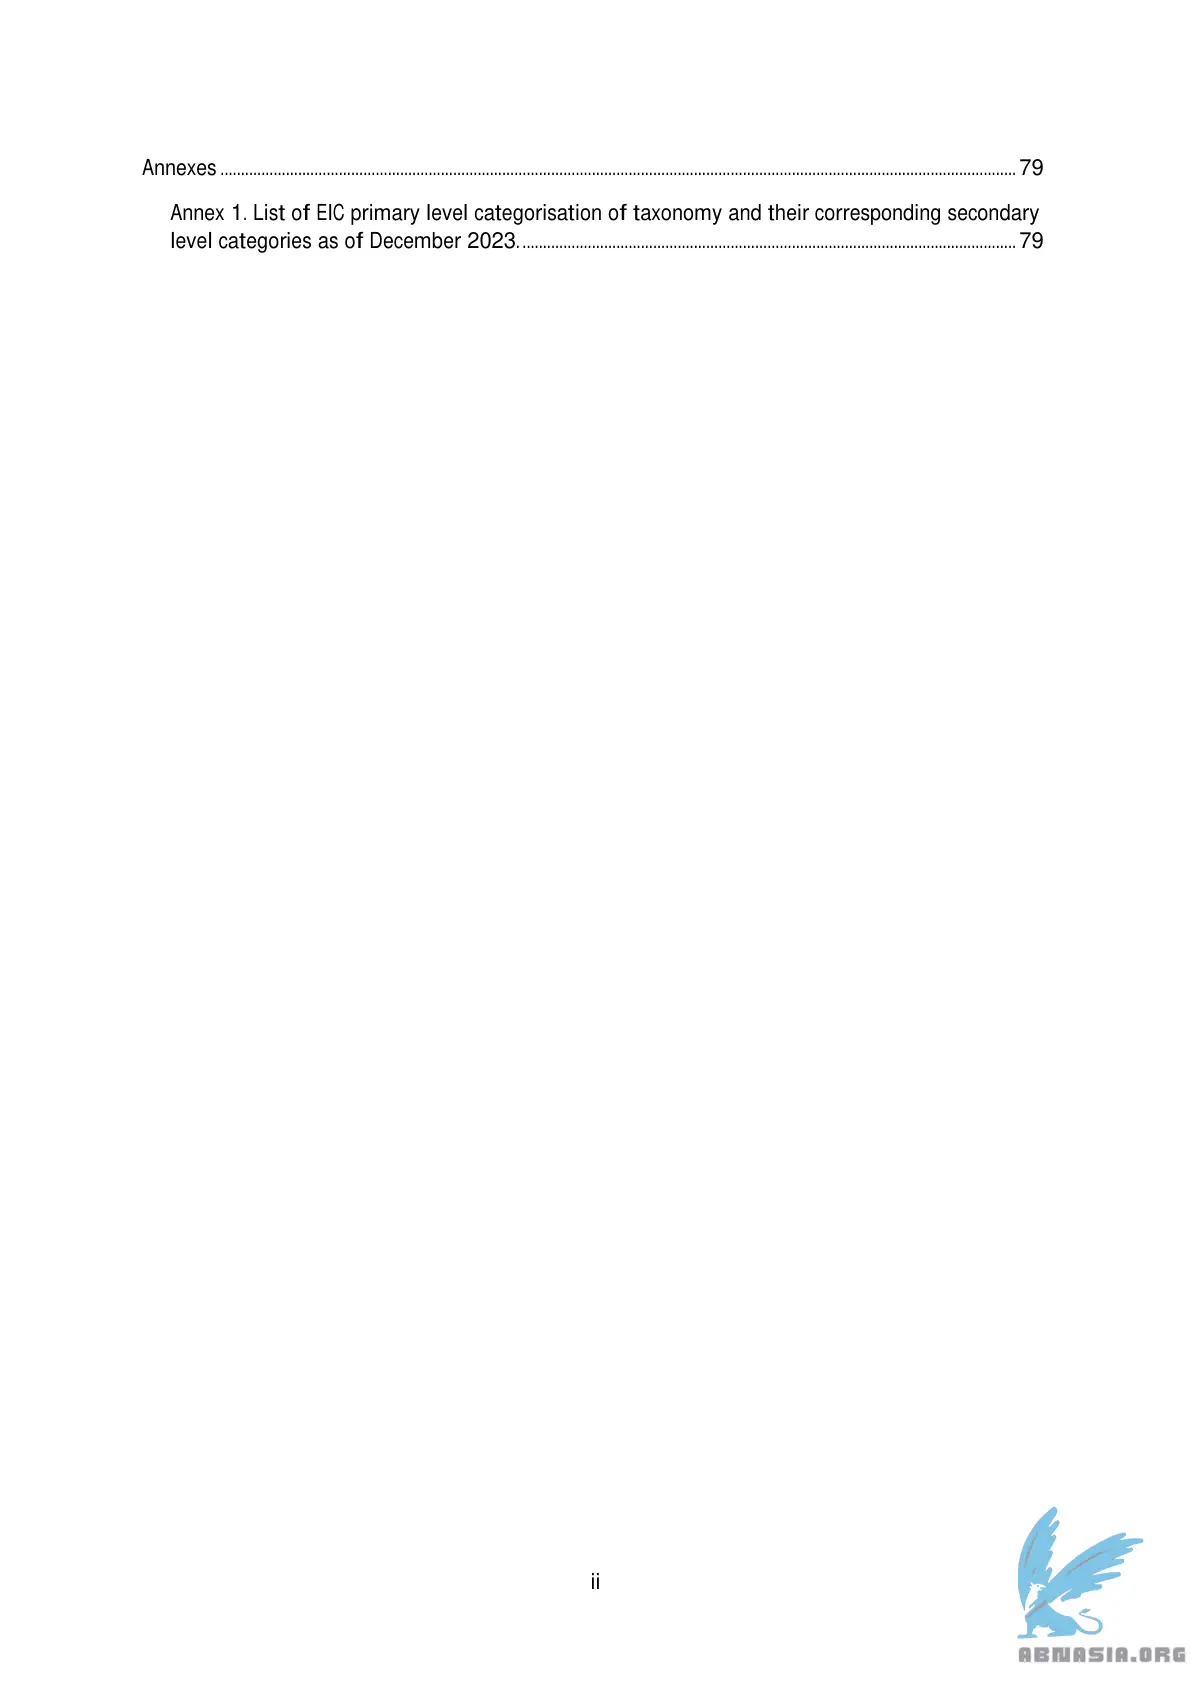 Annexes ........................................................................................................................ 79
Annex 1. List of EIC primary level categorisation of taxonomy and their corresponding secondary
level categories as of December 2023. ........................................................................ 79
ii
ABNASIA.ORG